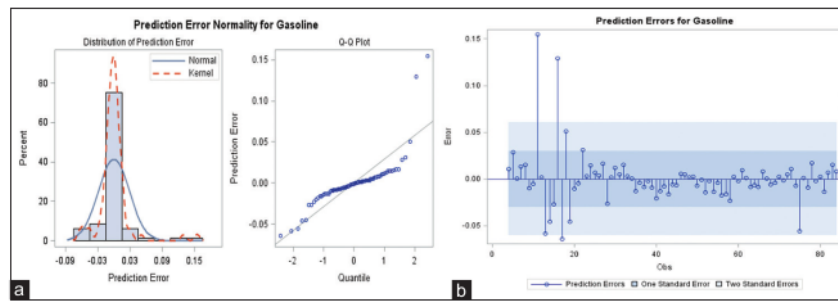 Prediction Error Normality for Gasoline
Distribution of Prediction Error
Normal
Kernel
Percent
80
60
40
20
0
-0.09 -0.03 0.03 0.09 0.15
Prediction Error
Q-Q Plot
Prediction Error
0.15
0.10
0.05
0.00
-0.05
-2 -1 0 1 2
Quantile
a
Prediction Errors for Gasoline
Error
0.15
0.10
0.05
0.00
-0.05
0 20 40 60 80
Obs
Prediction Errors One Standard Error Two Standard Errors
b